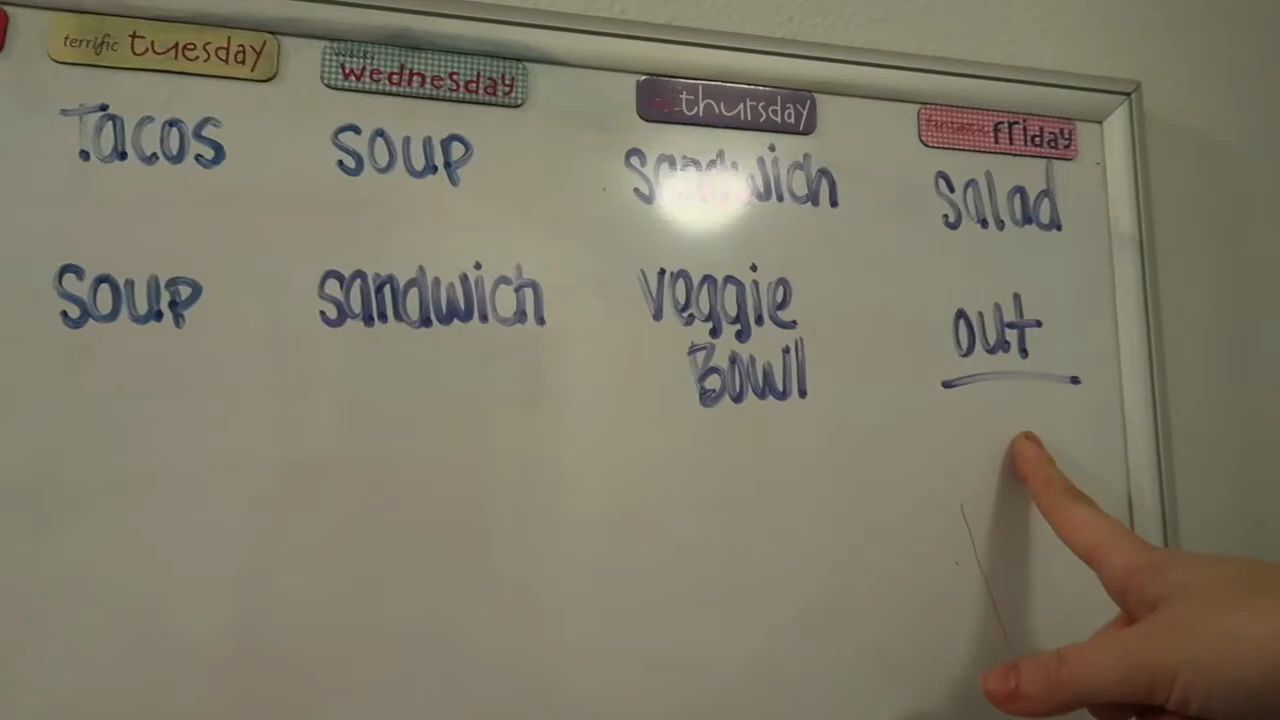 terrific tuesday
wednesday
thursday
friday
Tacos
soup
sandwich
salad
soup
sandwich
veggie
Bowl
out